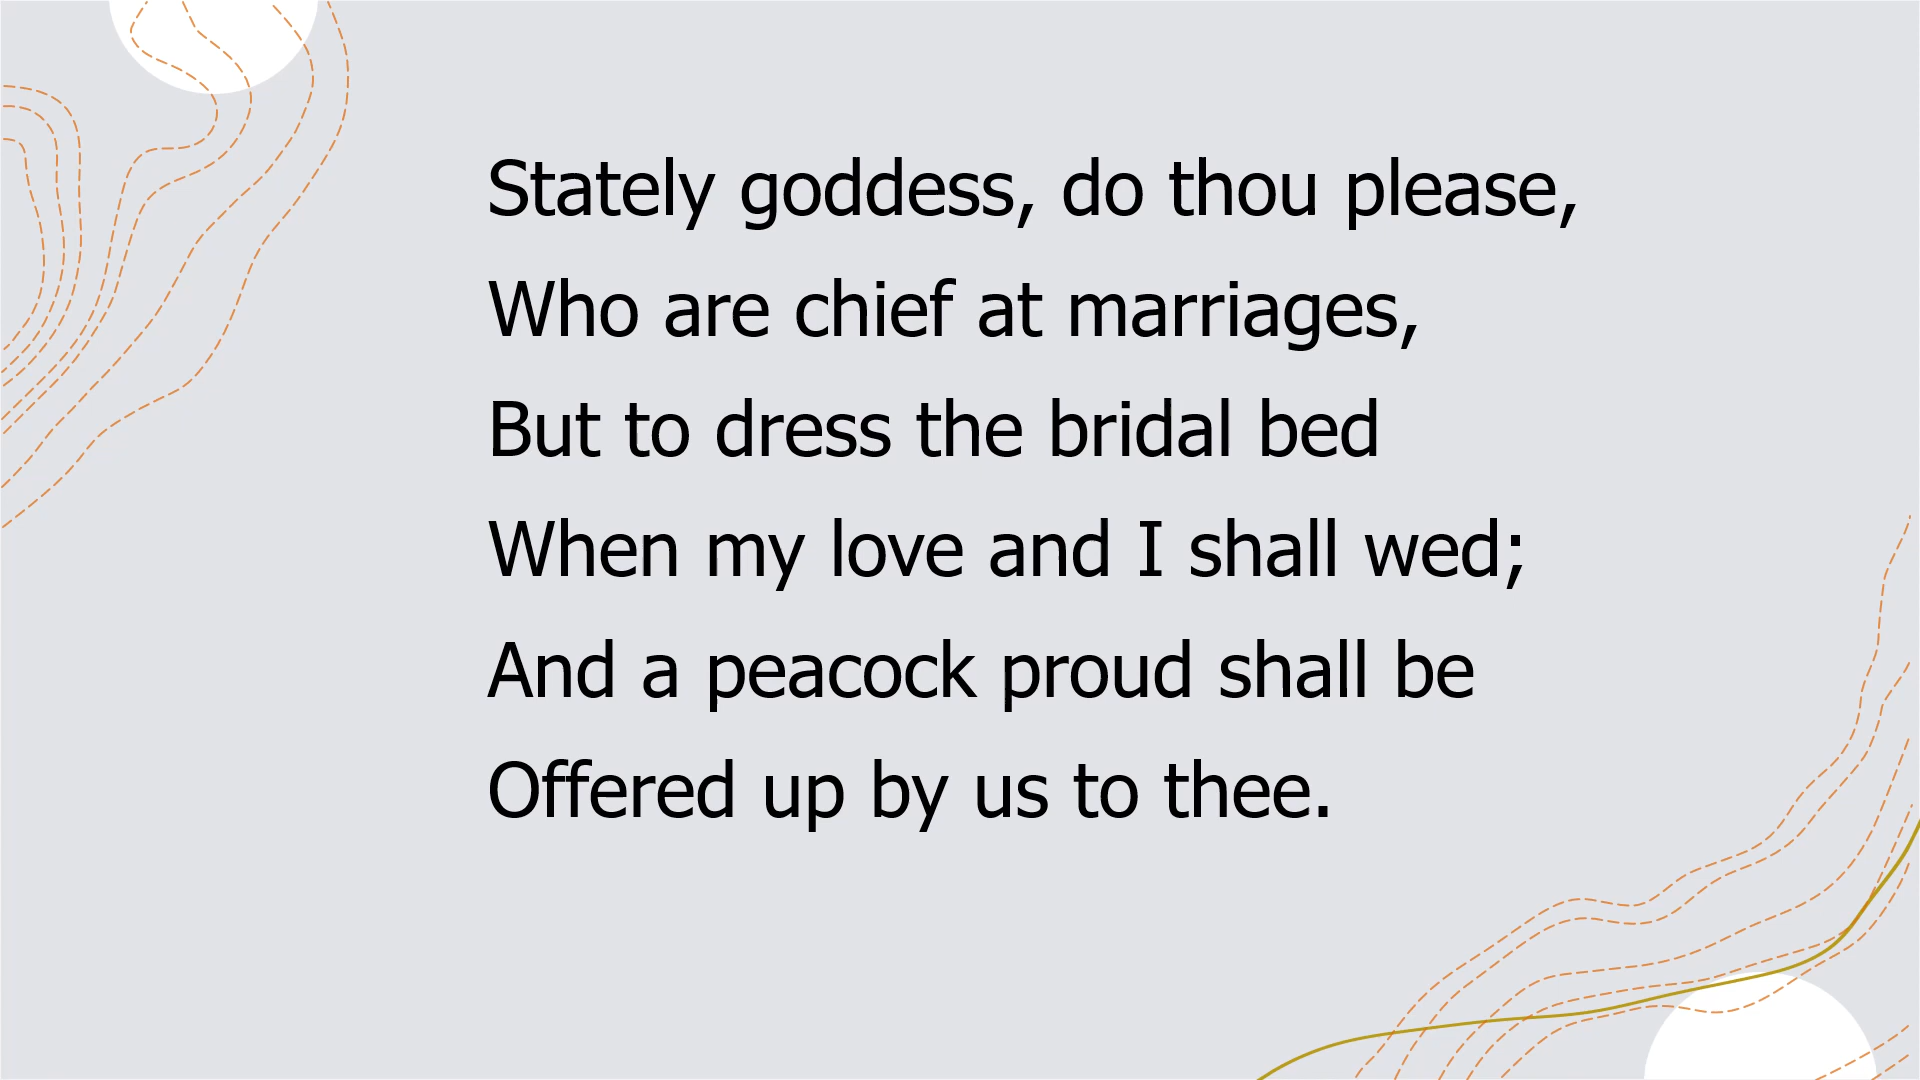 Stately goddess, do thou please,
Who are chief at marriages,
But to dress the bridal bed
When my love and I shall wed;
And a peacock proud shall be
Offered up by us to thee.